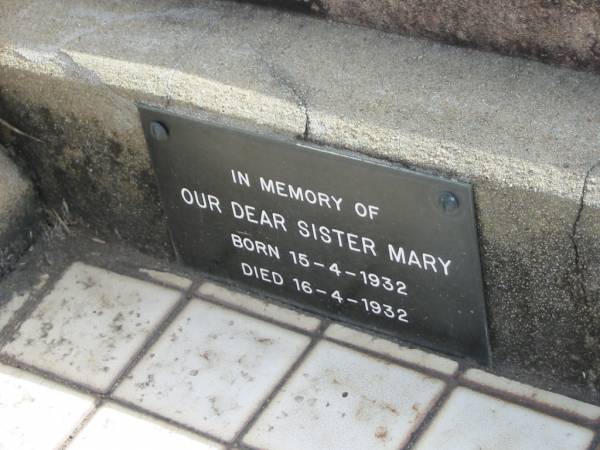 IN MEMORY OF
OUR DEAR SISTER MARY
BORN 15-4-1932
DIED 16-4-1932